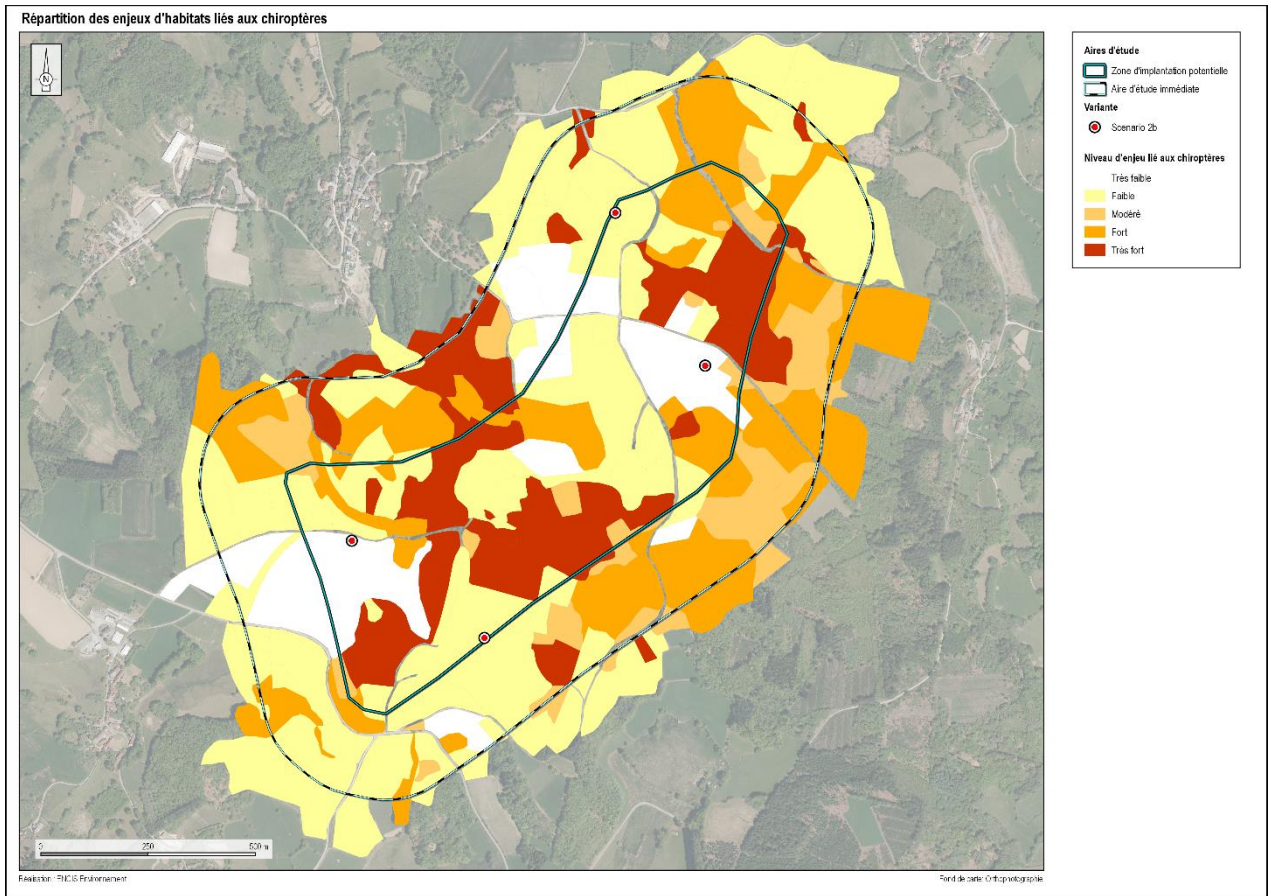 Répartition des enjeux d'habitats liés aux chiroptères
N
Aires d'étude
Zone d'implantation potentielle
Aire d'étude immédiate
Variante
Scenario 2b
Niveau d'enjeu lié aux chiroptères
Très faible
Faible
Modéré
Fort
Très fort
0 250 500 m
Réalisation : ENCIS Environnement
Fond de carte: Orthophotographie